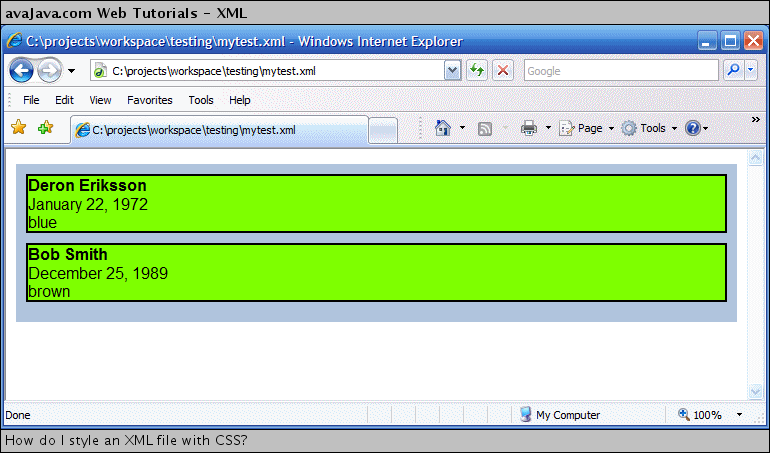 avaJava.com Web Tutorials - XML
C:\projects\workspace\testing\mytest.xml - Windows Internet Explorer
C:\projects\workspace\testing\mytest.xml Google
File Edit View Favorites Tools Help
C:\projects\workspace\testing\mytest.xml Page Tools »
Deron Eriksson
January 22, 1972
blue
Bob Smith
December 25, 1989
brown
Done My Computer 100%
How do I style an XML file with CSS?